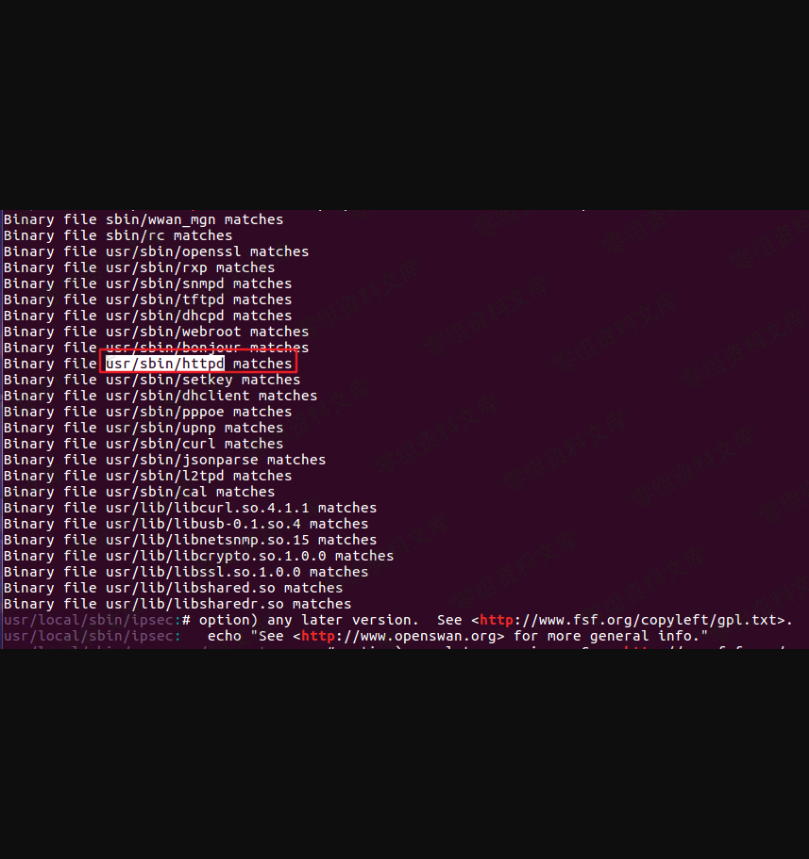 Binary file sbin/wwan_mgn matches
Binary file sbin/rc matches
Binary file usr/sbin/openssl matches
Binary file usr/sbin/rxp matches
Binary file usr/sbin/snmpd matches
Binary file usr/sbin/tftpd matches
Binary file usr/sbin/dhcpd matches
Binary file usr/sbin/webroot matches
Binary file usr/sbin/bonjour matches
Binary file usr/sbin/httpd matches
Binary file usr/sbin/setkey matches
Binary file usr/sbin/dhclient matches
Binary file usr/sbin/pppoe matches
Binary file usr/sbin/upnp matches
Binary file usr/sbin/curl matches
Binary file usr/sbin/jsonparse matches
Binary file usr/sbin/l2tpd matches
Binary file usr/sbin/cal matches
Binary file usr/lib/libcurl.so.4.1.1 matches
Binary file usr/lib/libusb-0.1.so.4 matches
Binary file usr/lib/libnetsnmp.so.15 matches
Binary file usr/lib/libcrypto.so.1.0.0 matches
Binary file usr/lib/libssl.so.1.0.0 matches
Binary file usr/lib/libshared.so matches
Binary file usr/lib/libsharedr.so matches
usr/local/sbin/ipsec:# option) any later version.  See <http://www.fsf.org/copyleft/gpl.txt>.
usr/local/sbin/ipsec:   echo "See <http://www.openswan.org> for more general info."